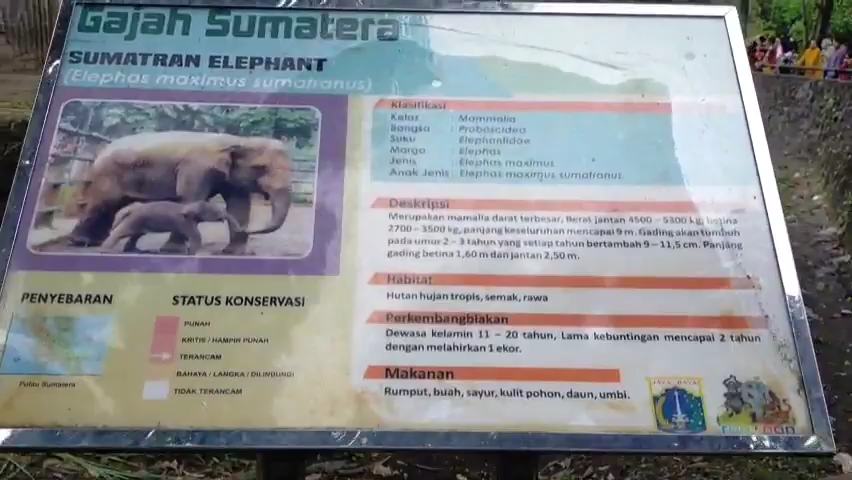 Gajah Sumatera
SUMATRAN ELEPHANT
(Elephas maximus sumatranus)
Klasifikasi
Kelas : Mammalia
Bangsa : Proboscidea
Suku : Elephantidae
Marga : Elephas
Jenis : Elephas maximus
Anak Jenis : Elephas maximus sumatranus
Deskripsi
Merupakan mamalia darat terbesar, Berat jantan 4500 - 5300 kg, betina
2700 - 3500 kg, panjang keseluruhan mencapai 9 m. Gading akan tumbuh
pada umur 2 - 3 tahun yang setiap tahun bertambah 9 - 11,5 cm. Panjang
gading betina 1,60 m dan jantan 2,50 m.
Habitat
Hutan hujan tropis, semak, rawa
Perkembangbiakan
Dewasa kelamin 11 - 20 tahun, Lama kebuntingan mencapai 2 tahun
dengan melahirkan 1 ekor.
Makanan
Rumput, buah, sayur, kulit pohon, daun, umbi.
PENYEBARAN
Pulau Sumatera
STATUS KONSERVASI
PUNAH
KRITIS / HAMPIR PUNAH
TERANCAM
BAHAYA / LANGKA / DILINDUNGI
TIDAK TERANCAM
JAYA RAYA